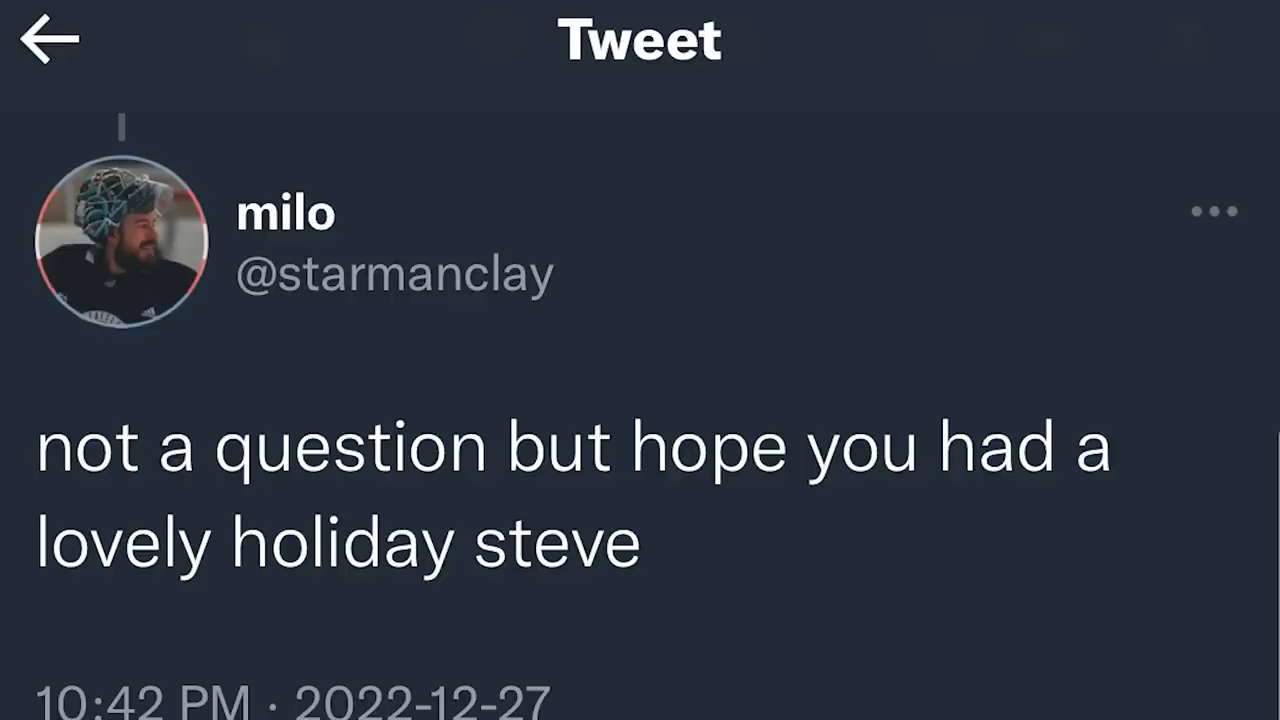 Tweet
milo
@starmanclay
not a question but hope you had a
lovely holiday steve
10:42 PM · 2022-12-27